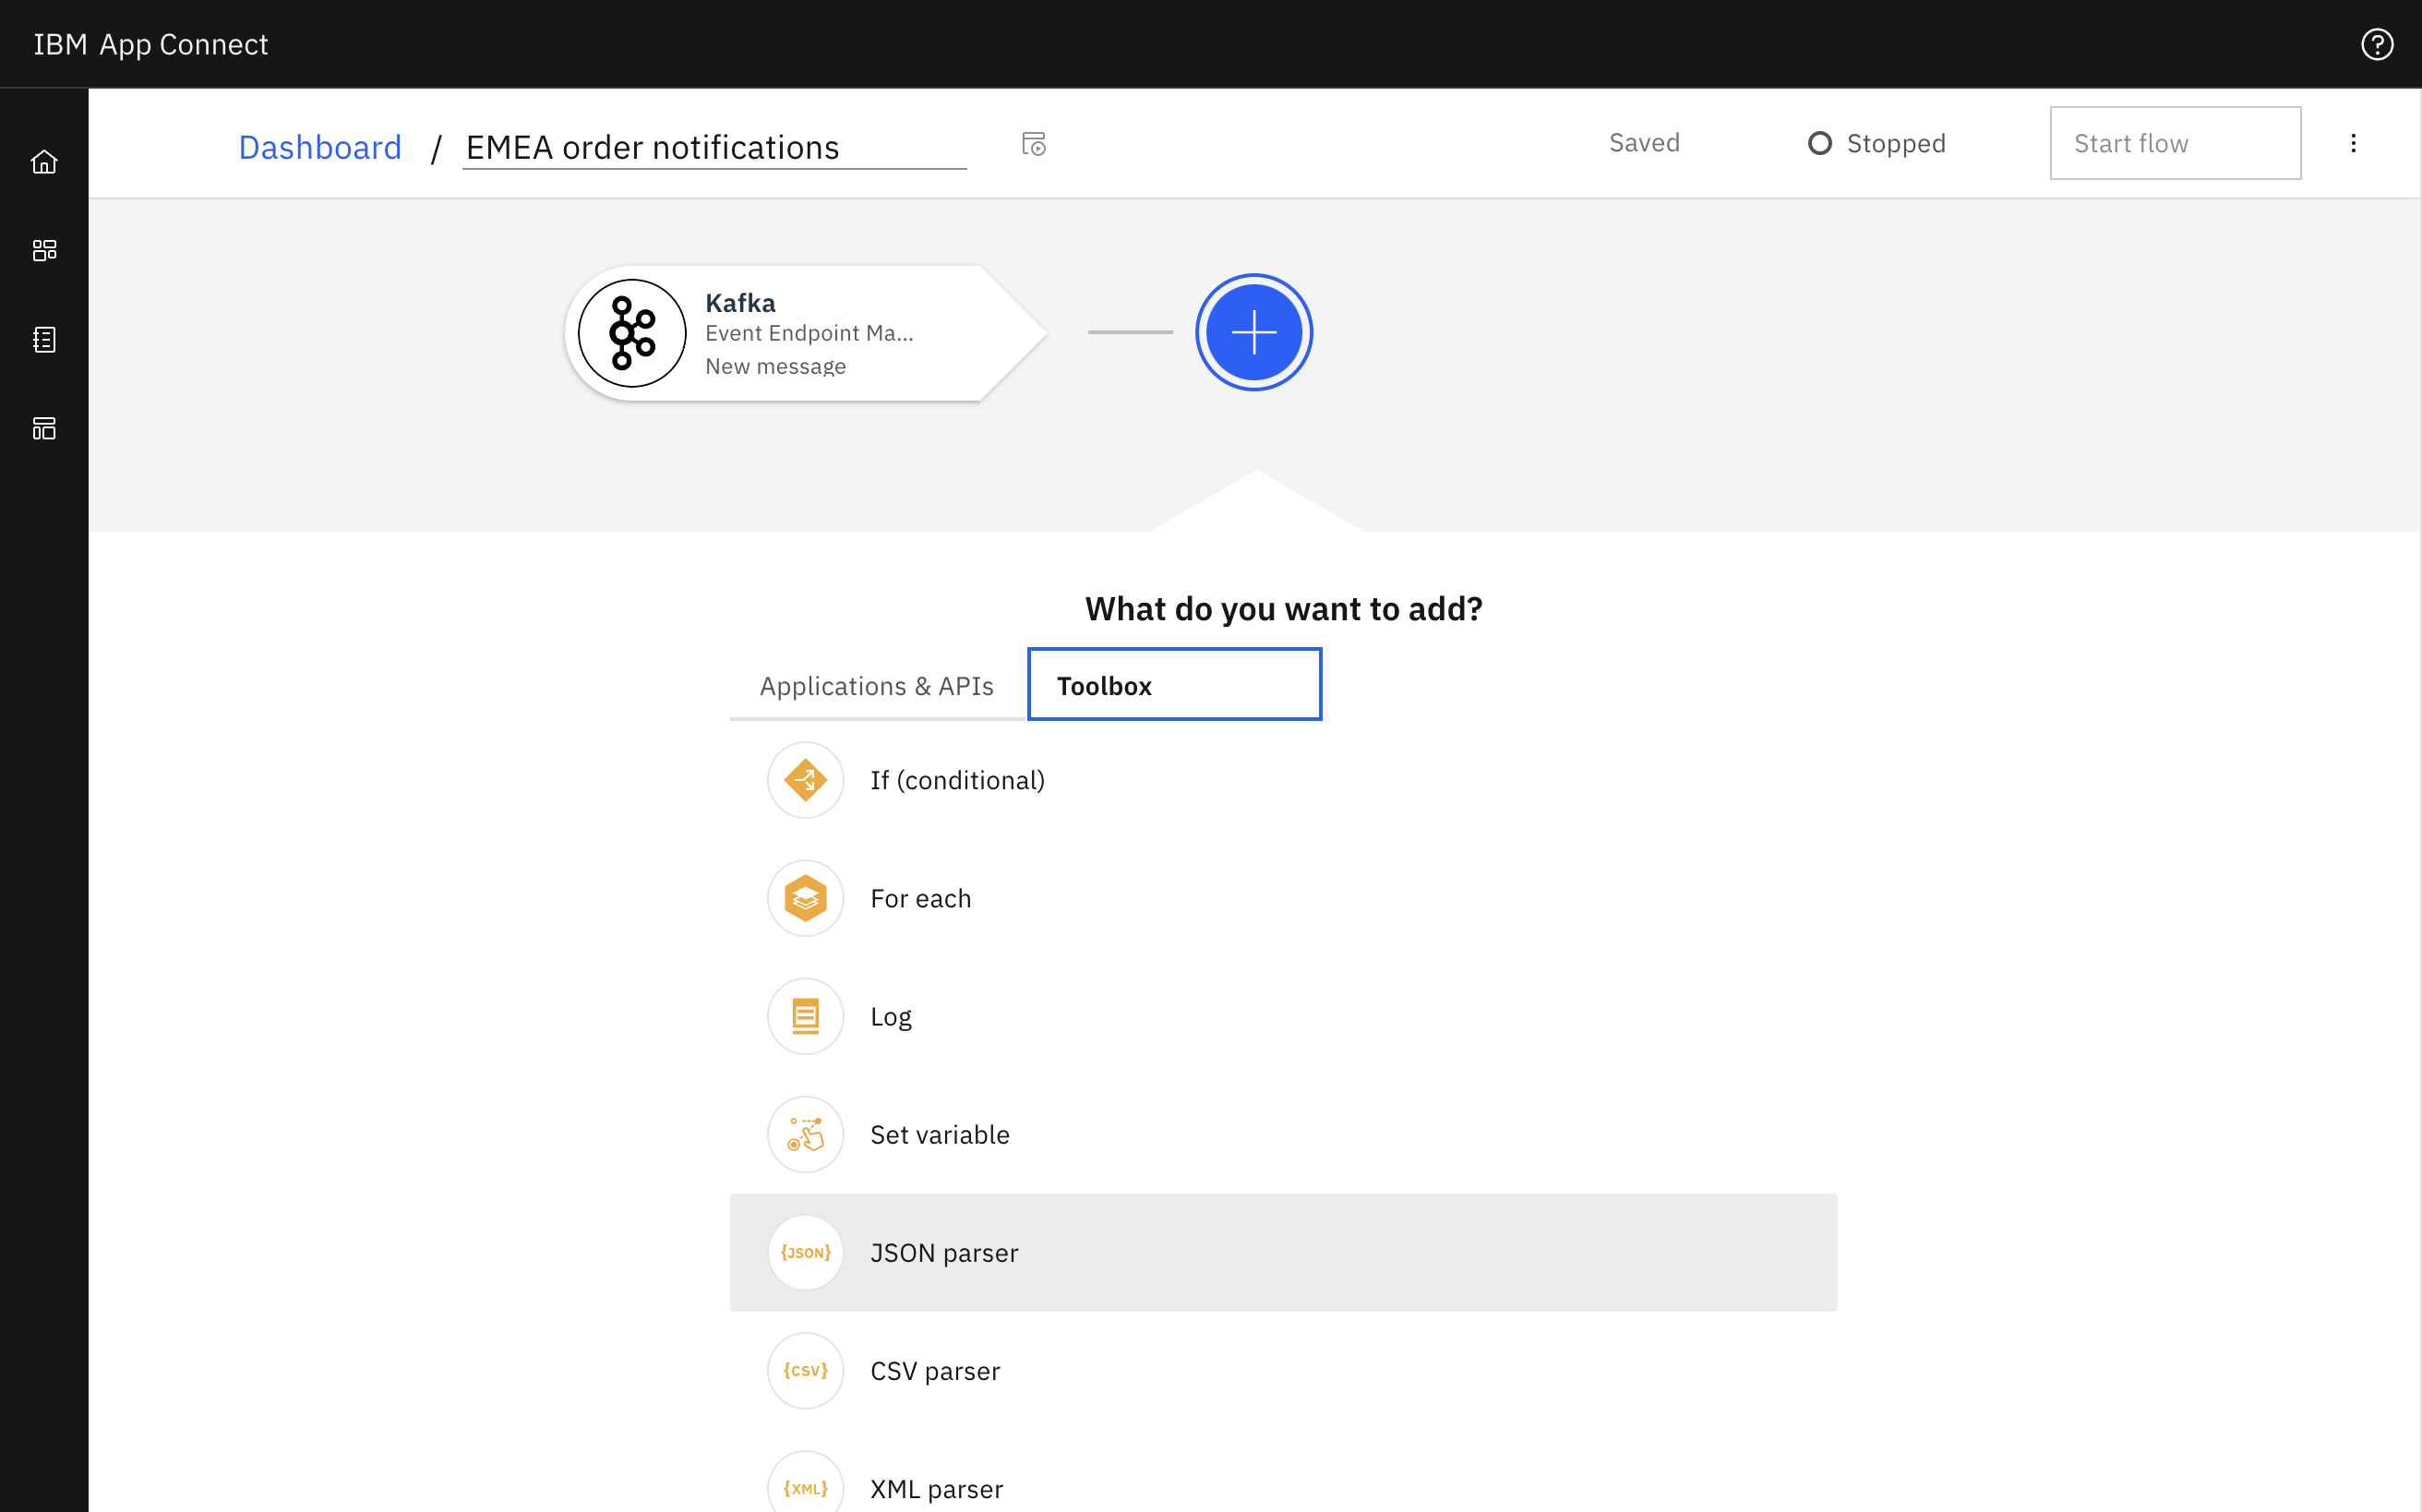 IBM App Connect
Dashboard / EMEA order notifications
Saved
Stopped
Start flow
Kafka
Event Endpoint Ma...
New message
What do you want to add?
Applications & APIs
Toolbox
If (conditional)
For each
Log
Set variable
{JSON} JSON parser
{CSV} CSV parser
{XML} XML parser